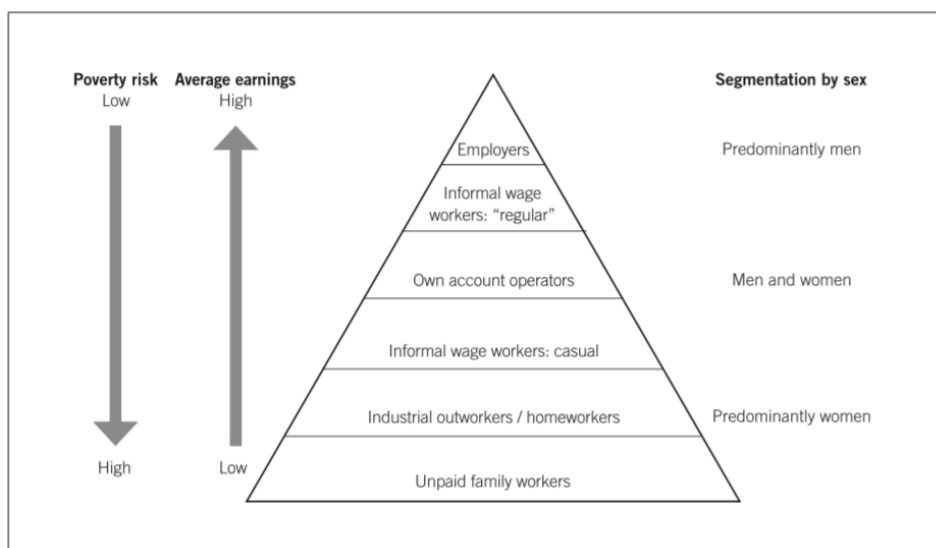 Poverty risk Average earnings Segmentation by sex
Low High
Employers Predominantly men
Informal wage
workers: “regular”
Own account operators Men and women
Informal wage workers: casual
Industrial outworkers / homeworkers Predominantly women
High Low
Unpaid family workers